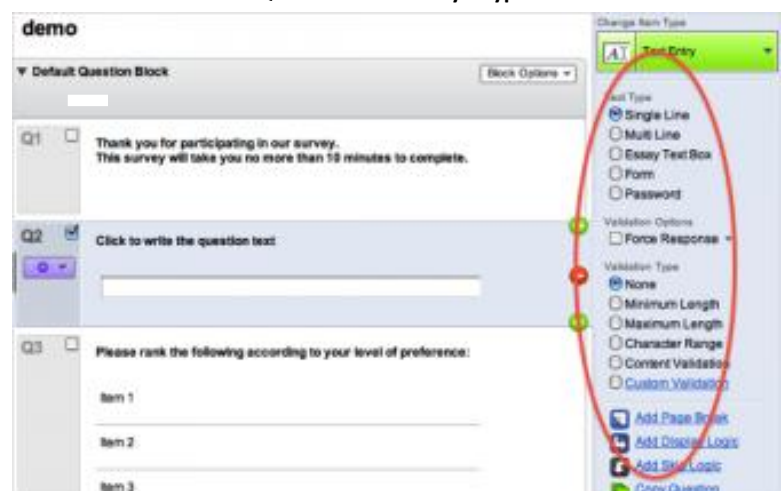 demo
▼ Default Question Block
Block Options ▾
Q1
Thank you for participating in our survey.
This survey will take you no more than 10 minutes to complete.
Q2
Click to write the question text
Q3
Please rank the following according to your level of preference:
Item 1
Item 2
Item 3
Change Item Type
Text Entry
Text Type
Single Line
Multi Line
Essay Text Box
Form
Password
Validation Options
Force Response
Validation Type
None
Minimum Length
Maximum Length
Character Range
Content Validation
Custom Validation
Add Page Break
Add Display Logic
Add Skip Logic
Copy Question